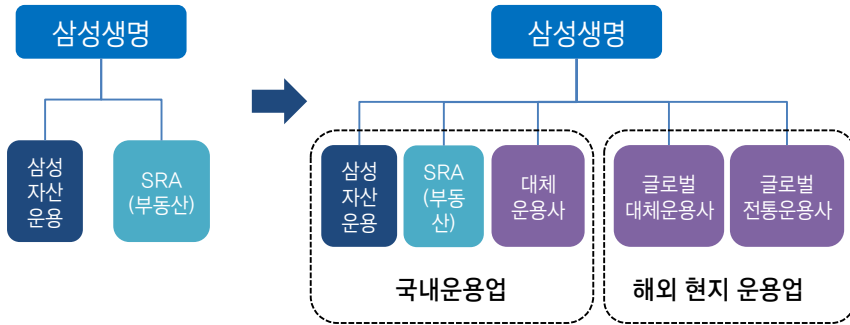 삼성생명
삼성
자산
운용
SRA
(부동산)
삼성생명
삼성
자산
운용
SRA
(부동
산)
대체
운용사
글로벌
대체운용사
글로벌
전통운용사
국내운용업
해외 현지 운용업